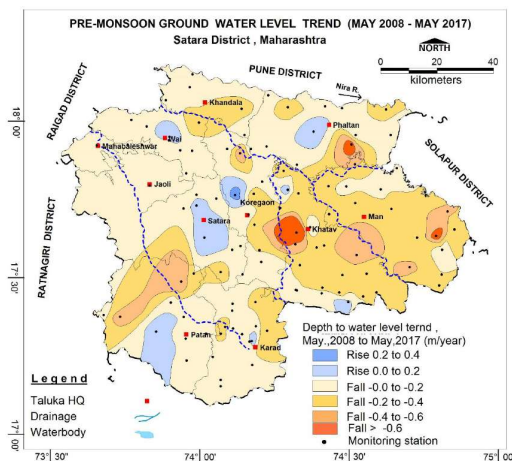 PRE-MONSOON GROUND WATER LEVEL TREND (MAY 2008 - MAY 2017)
Satara District , Maharashtra
NORTH
0 20 40
kilometers
PUNE DISTRICT
Nira R.
RAIGAD DISTRICT
SOLAPUR DISTRICT
RATNAGIRI DISTRICT
18° 00'
17° 30'
17° 00'
Khandala
Phaltan
Wai
Mahabaleshwar
Jaoli
Koregaon
Satara
Khatav
Man
Patan
Karad
Legend
Taluka HQ
Drainage
Waterbody
Depth to water level ternd ,
May.,2008 to May,2017 (m/year)
Rise 0.2 to 0.4
Rise 0.0 to 0.2
Fall -0.0 to -0.2
Fall -0.2 to -0.4
Fall -0.4 to -0.6
Fall > -0.6
Monitoring station
73° 30' 74° 00' 74° 30' 75° 00'